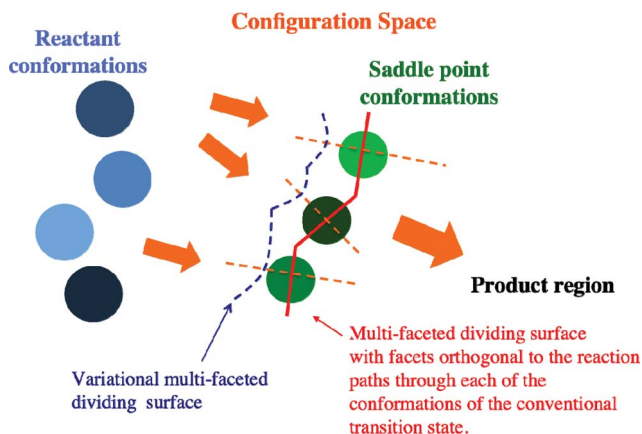 Configuration Space
Reactant
conformations
Saddle point
conformations
Product region
Variational multi-faceted
dividing surface
Multi-faceted dividing surface
with facets orthogonal to the reaction
paths through each of the
conformations of the conventional
transition state.